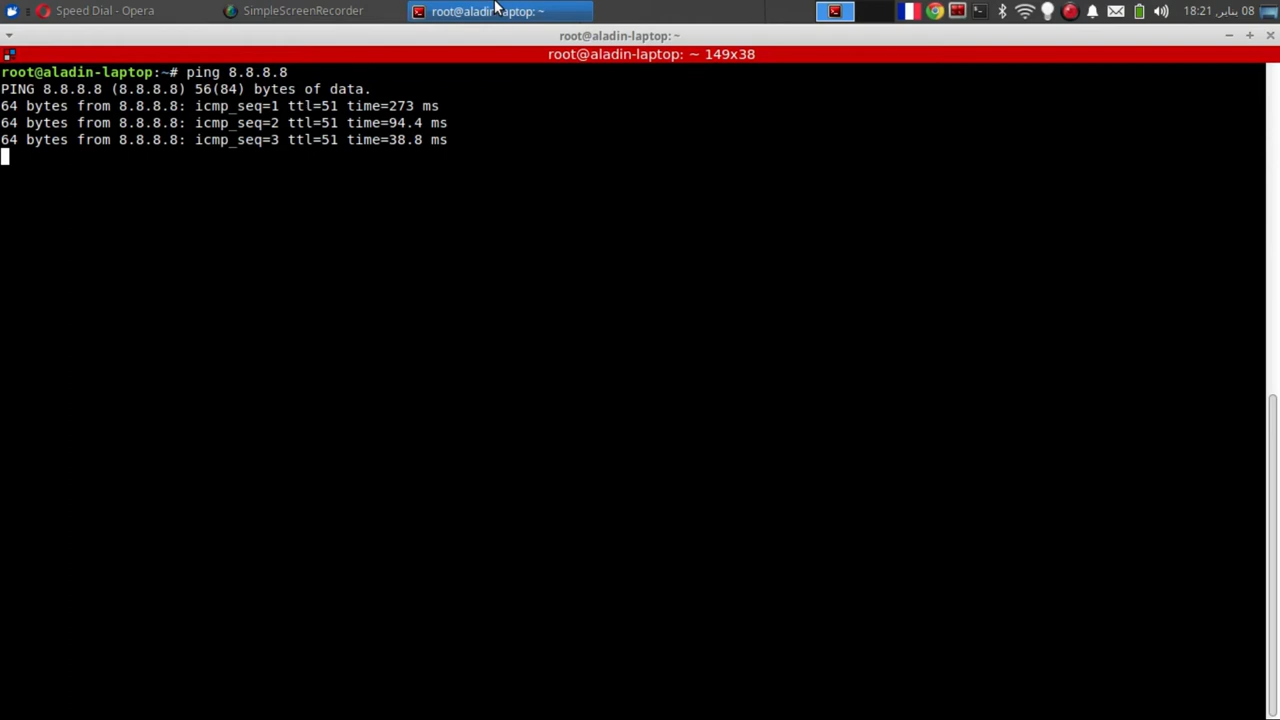 Speed Dial - Opera
SimpleScreenRecorder
root@aladin-laptop: ~
08 يناير, 18:21
root@aladin-laptop: ~
root@aladin-laptop: ~ 149x38
root@aladin-laptop:~# ping 8.8.8.8
PING 8.8.8.8 (8.8.8.8) 56(84) bytes of data.
64 bytes from 8.8.8.8: icmp_seq=1 ttl=51 time=273 ms
64 bytes from 8.8.8.8: icmp_seq=2 ttl=51 time=94.4 ms
64 bytes from 8.8.8.8: icmp_seq=3 ttl=51 time=38.8 ms